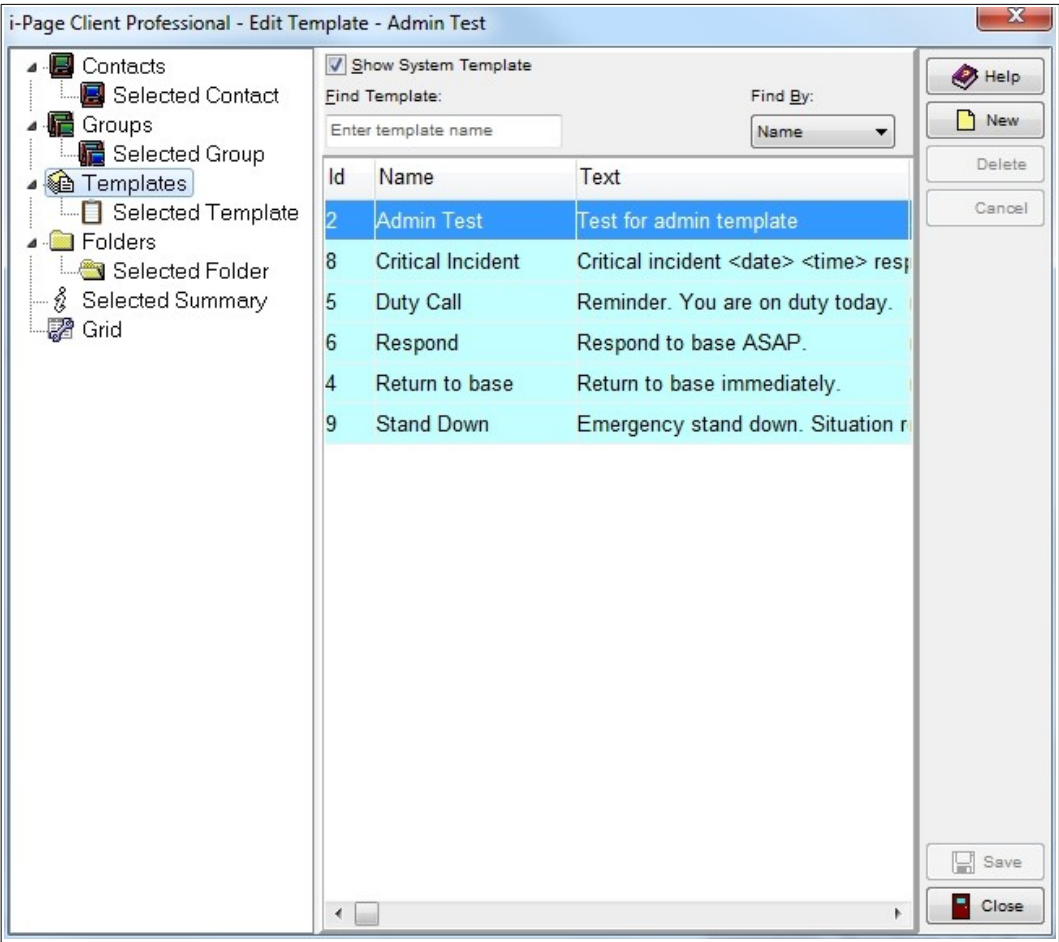 i-Page Client Professional - Edit Template - Admin Test
X
Contacts
Selected Contact
Groups
Selected Group
Templates
Selected Template
Folders
Selected Folder
Selected Summary
Grid
Show System Template
Find Template:
Find By:
Enter template name
Name
Id Name Text
2 Admin Test Test for admin template
8 Critical Incident Critical incident <date> <time>
5 Duty Call Reminder. You are on duty today.
6 Respond Respond to base ASAP.
4 Return to base Return to base immediately.
9 Stand Down Emergency stand down. Situation
Help
New
Delete
Cancel
Save
Close